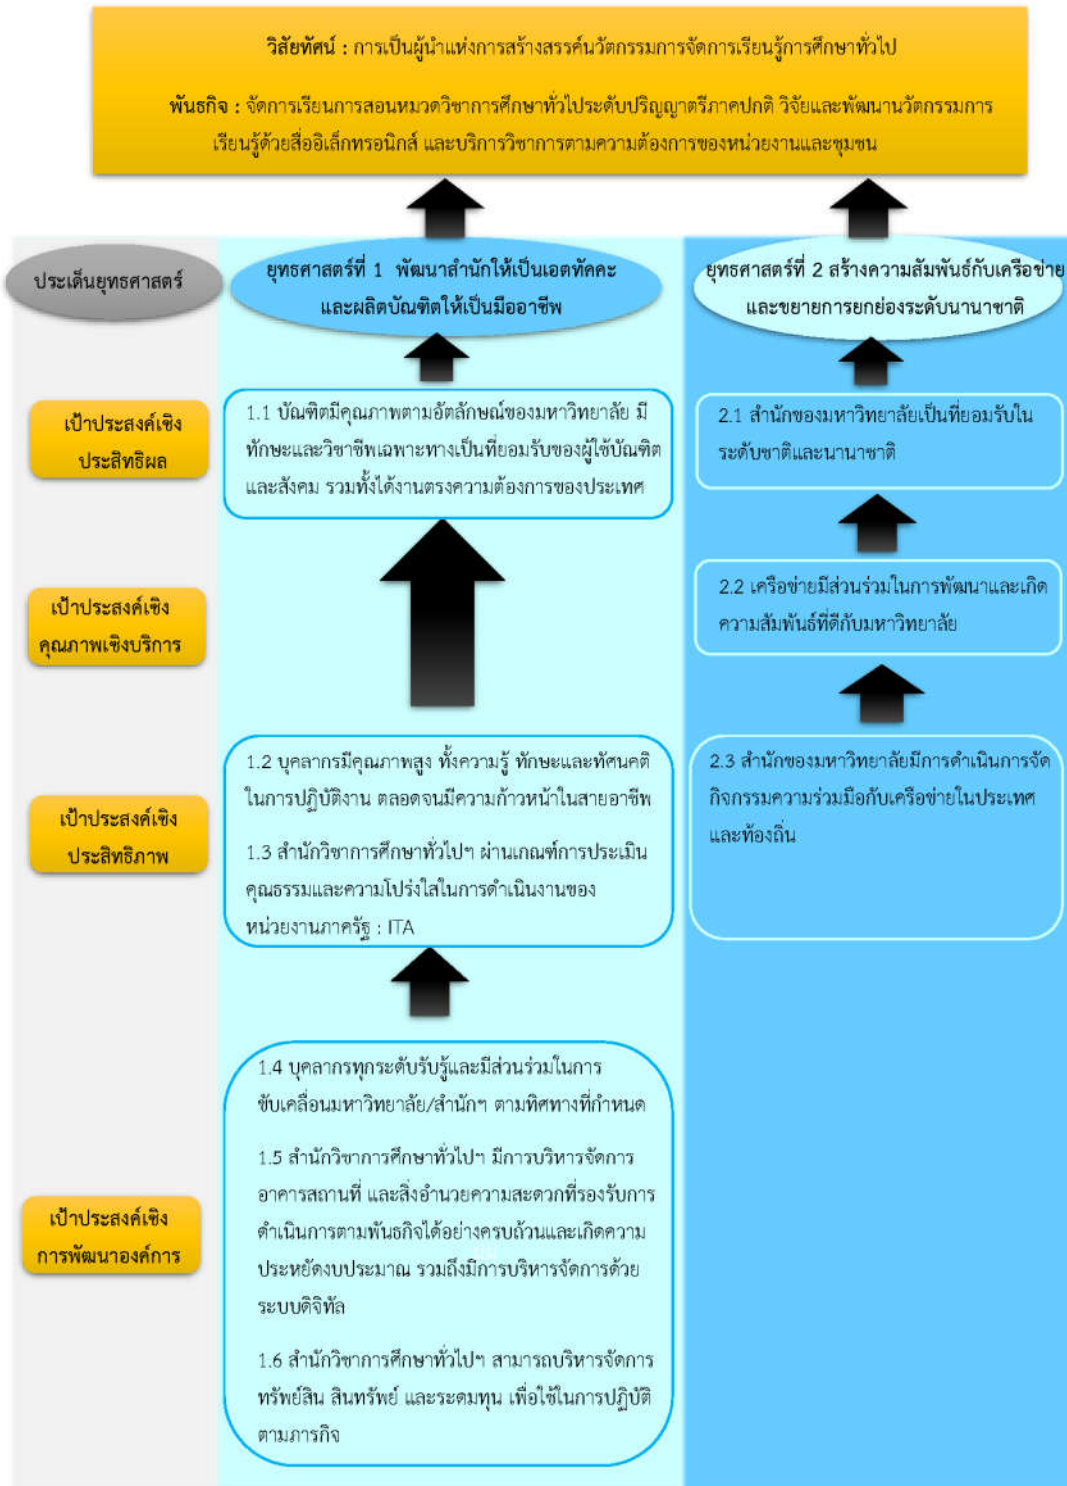 วิสัยทัศน์ : การเป็นผู้นำแห่งการสร้างสรรค์นวัตกรรมการจัดการเรียนรู้การศึกษาทั่วไป
พันธกิจ : จัดการเรียนการสอนหมวดวิชาการศึกษาทั่วไประดับปริญญาตรีภาคปกติ วิจัยและพัฒนานวัตกรรมการ
เรียนรู้ด้วยสื่ออิเล็กทรอนิกส์ และบริการวิชาการตามความต้องการของหน่วยงานและชุมชน
ประเด็นยุทธศาสตร์
ยุทธศาสตร์ที่ 1 พัฒนาสำนักให้เป็นเอตทัคคะ
และผลิตบัณฑิตให้เป็นมืออาชีพ
ยุทธศาสตร์ที่ 2 สร้างความสัมพันธ์กับเครือข่าย
และขยายการยกย่องระดับนานาชาติ
เป้าประสงค์เชิง
ประสิทธิผล
1.1 บัณฑิตมีคุณภาพตามอัตลักษณ์ของมหาวิทยาลัย มี
ทักษะและวิชาชีพเฉพาะทางเป็นที่ยอมรับของผู้ใช้บัณฑิต
และสังคม รวมทั้งได้งานตรงความต้องการของประเทศ
2.1 สำนักของมหาวิทยาลัยเป็นที่ยอมรับใน
ระดับชาติและนานาชาติ
เป้าประสงค์เชิง
คุณภาพเชิงบริการ
2.2 เครือข่ายมีส่วนร่วมในการพัฒนาและเกิด
ความสัมพันธ์ที่ดีกับมหาวิทยาลัย
เป้าประสงค์เชิง
ประสิทธิภาพ
1.2 บุคลากรมีคุณภาพสูง ทั้งความรู้ ทักษะและทัศนคติ
ในการปฏิบัติงาน ตลอดจนมีความก้าวหน้าในสายอาชีพ
1.3 สำนักวิชาการศึกษาทั่วไปฯ ผ่านเกณฑ์การประเมิน
คุณธรรมและความโปร่งใสในการดำเนินงานของ
หน่วยงานภาครัฐ : ITA
2.3 สำนักของมหาวิทยาลัยมีการดำเนินการจัด
กิจกรรมความร่วมมือกับเครือข่ายในประเทศ
และท้องถิ่น
เป้าประสงค์เชิง
การพัฒนาองค์การ
1.4 บุคลากรทุกระดับรับรู้และมีส่วนร่วมในการ
ขับเคลื่อนมหาวิทยาลัย/สำนักฯ ตามทิศทางที่กำหนด
1.5 สำนักวิชาการศึกษาทั่วไปฯ มีการบริหารจัดการ
อาคารสถานที่ และสิ่งอำนวยความสะดวกที่รองรับการ
ดำเนินการตามพันธกิจได้อย่างครบถ้วนและเกิดความ
ประหยัดงบประมาณ รวมถึงมีการบริหารจัดการด้วย
ระบบดิจิทัล
1.6 สำนักวิชาการศึกษาทั่วไปฯ สามารถบริหารจัดการ
ทรัพย์สิน สินทรัพย์ และระดมทุน เพื่อใช้ในการปฏิบัติ
ตามภารกิจ